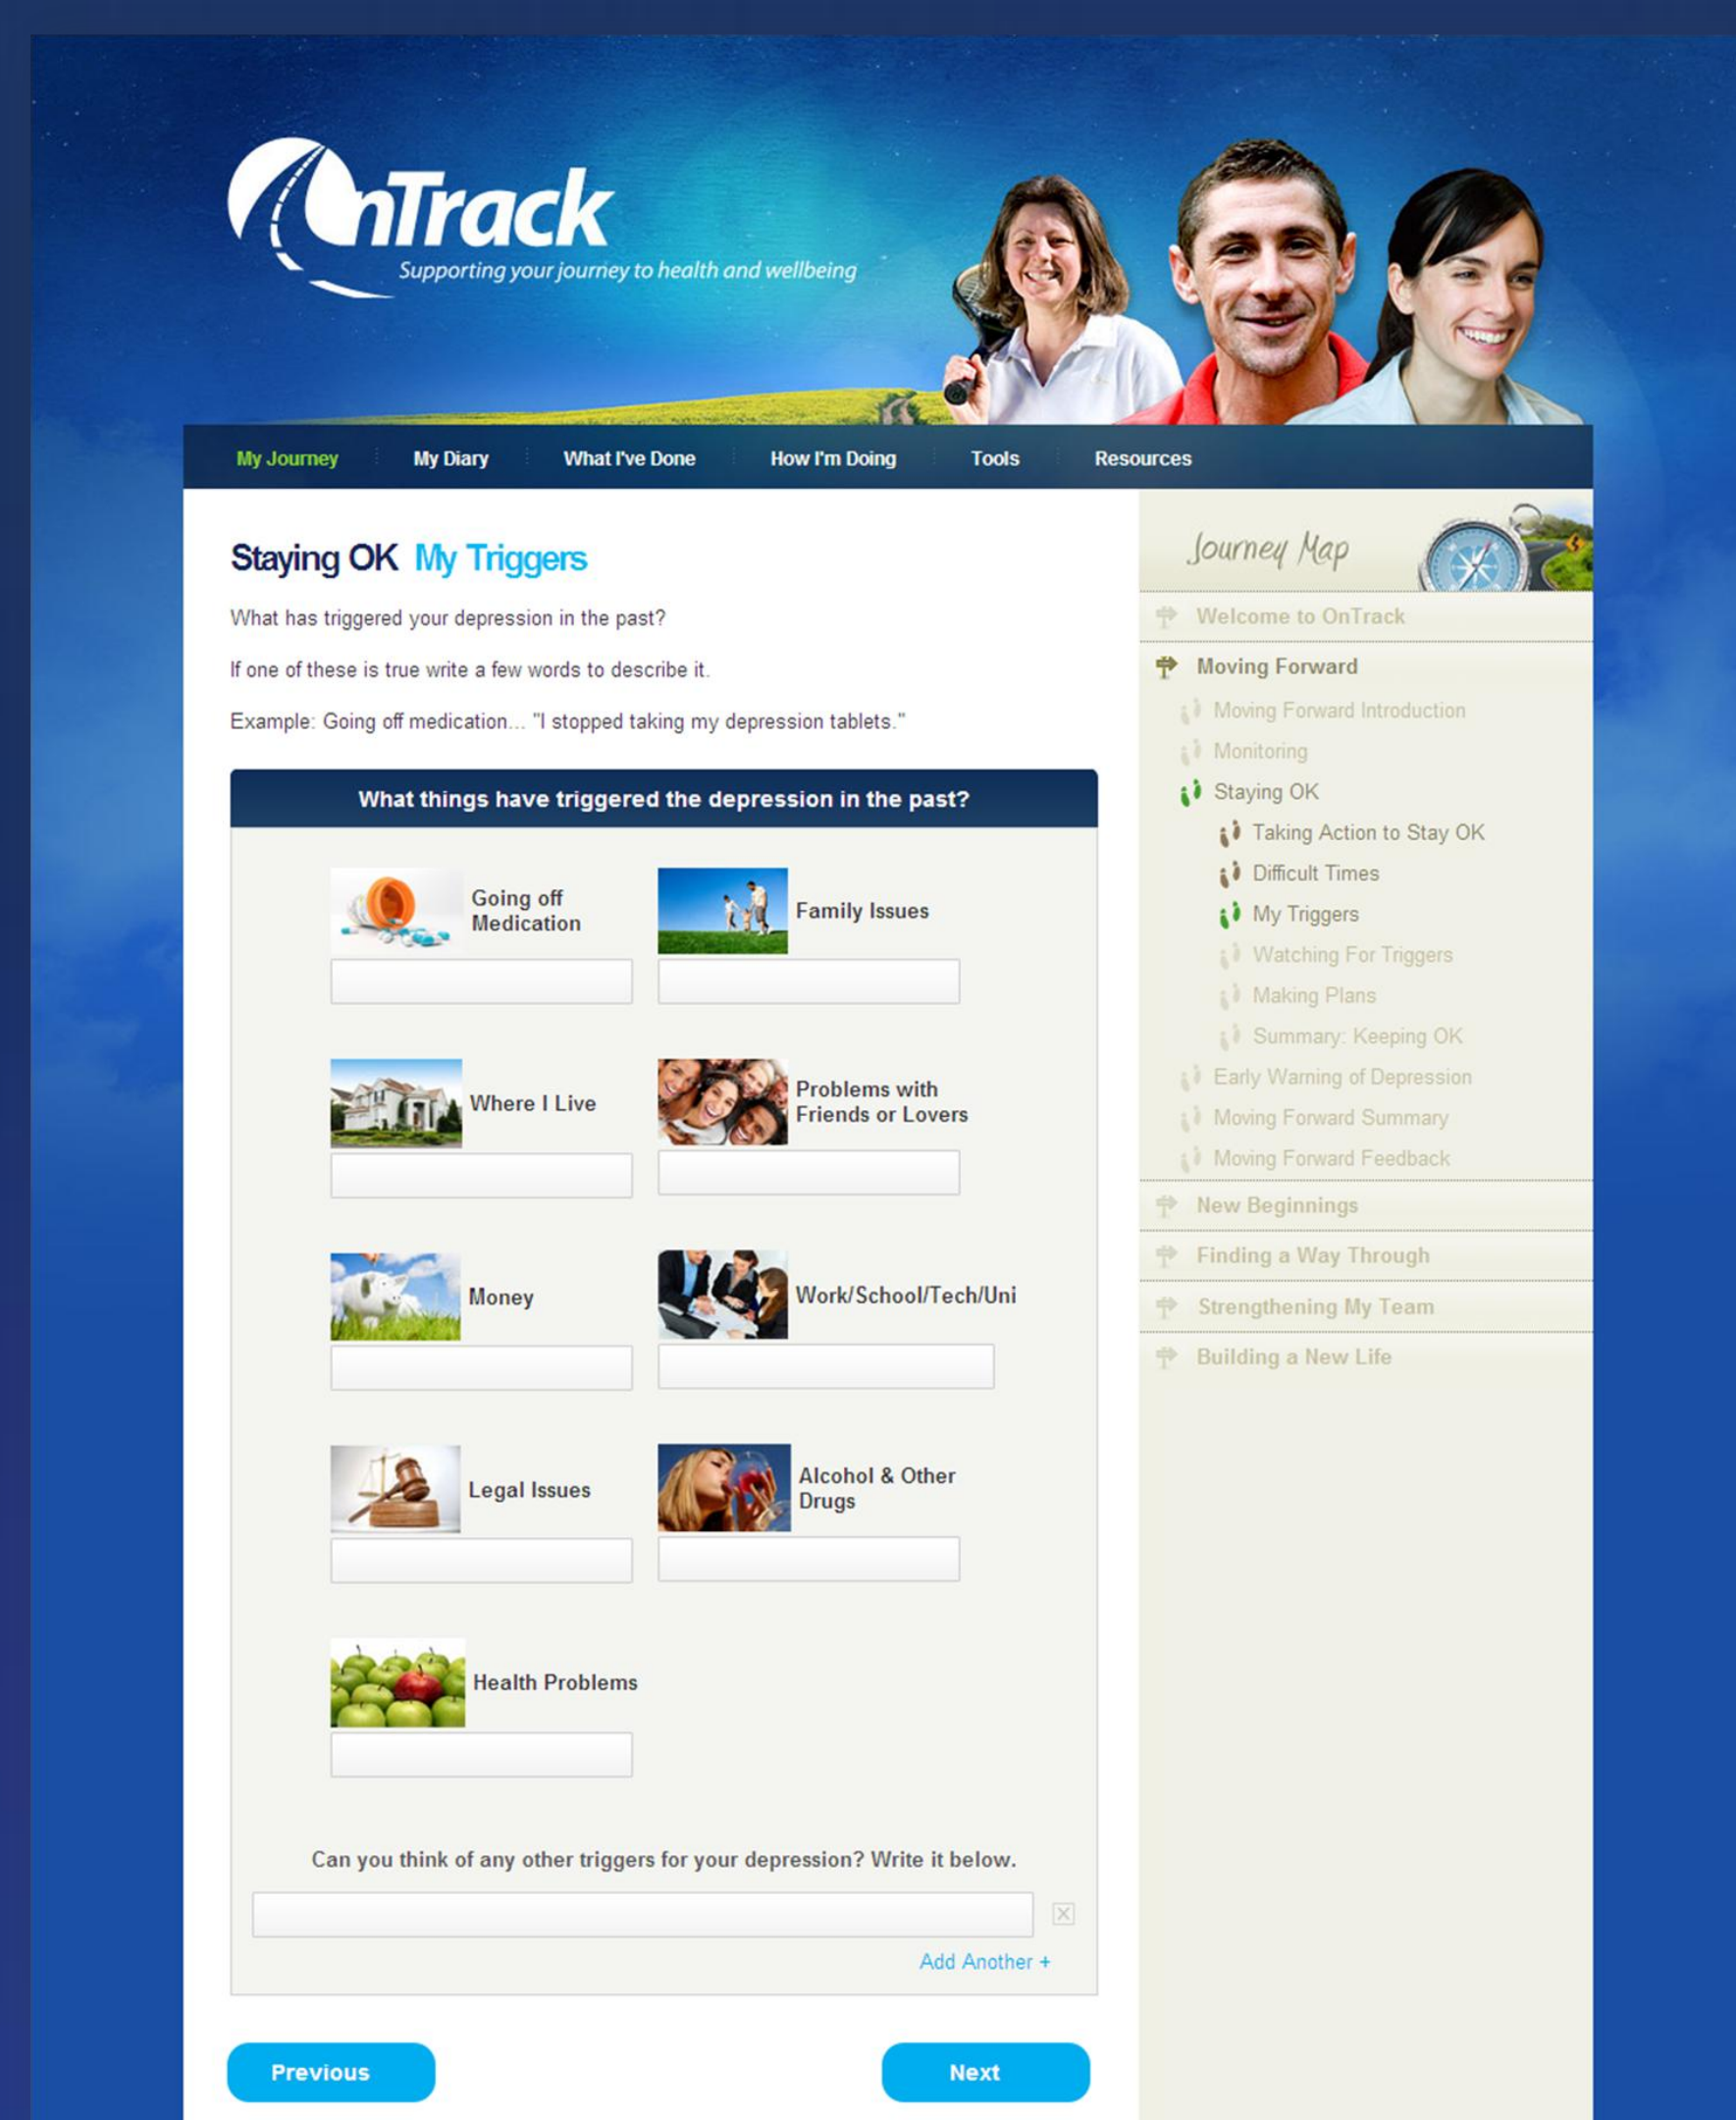 OnTrack
Supporting your journey to health and wellbeing
My Journey
My Diary
What I've Done
How I'm Doing
Tools
Resources
Staying OK My Triggers
What has triggered your depression in the past?
If one of these is true write a few words to describe it.
Example: Going off medication... "I stopped taking my depression tablets."
What things have triggered the depression in the past?
Going off
Medication
Family Issues
Where I Live
Problems with
Friends or Lovers
Money
Work/School/Tech/Uni
Legal Issues
Alcohol & Other
Drugs
Health Problems
Can you think of any other triggers for your depression? Write it below.
Add Another +
Previous
Next
Journey Map
Welcome to OnTrack
Moving Forward
Moving Forward Introduction
Monitoring
Staying OK
Taking Action to Stay OK
Difficult Times
My Triggers
Watching For Triggers
Making Plans
Summary: Keeping OK
Early Warning of Depression
Moving Forward Summary
Moving Forward Feedback
New Beginnings
Finding a Way Through
Strengthening My Team
Building a New Life